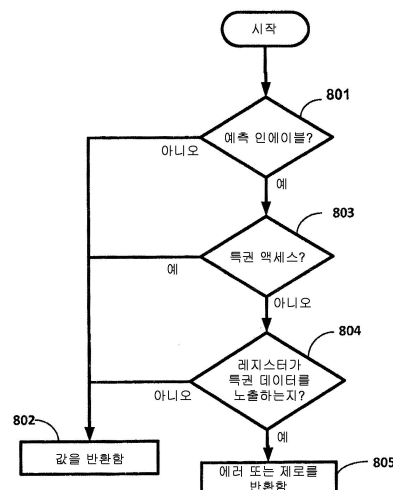 시작
801
예측 인에이블?
아니오
예
803
특권 액세스?
예
아니오
804
레지스터가
특권 데이터를
노출하는지?
아니오
802
예
값을 반환함
805
에러 또는 제로를
반환함